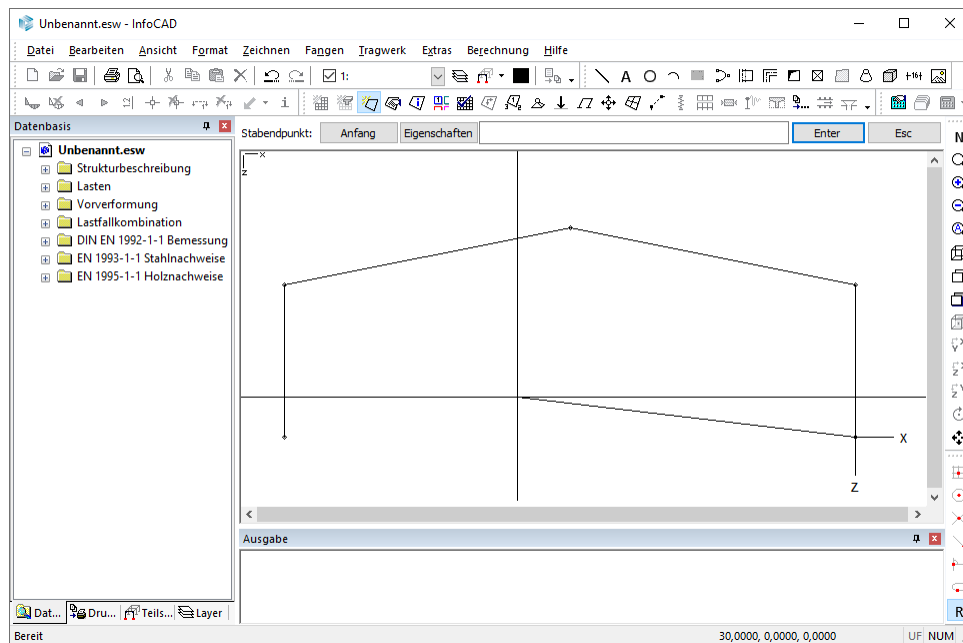 Unbenannt.esw - InfoCAD
Datei Bearbeiten Ansicht Format Zeichnen Fangen Tragwerk Extras Berechnung Hilfe
1:
Datenbasis
Stabendpunkt: Anfang Eigenschaften Enter Esc
Unbenannt.esw
Strukturbeschreibung
Lasten
Vorverformung
Lastfallkombination
DIN EN 1992-1-1 Bemessung
EN 1993-1-1 Stahlnachweise
EN 1995-1-1 Holznachweise
x
z
X
Z
Ausgabe
Dat... Dru... Teils... Layer
Bereit 30,0000, 0,0000, 0,0000 UF NUM